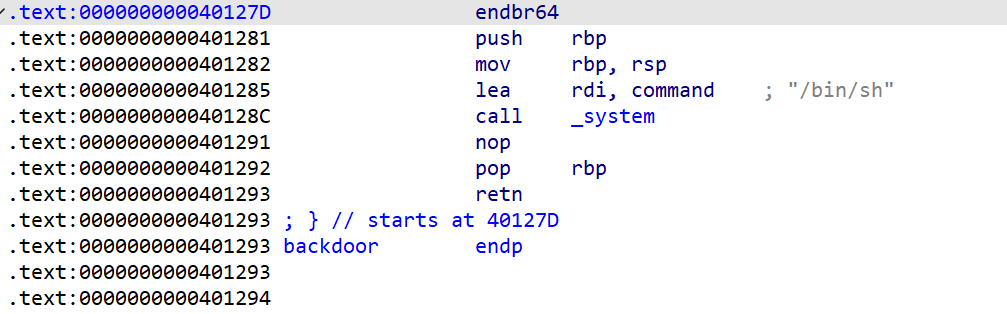 .text:000000000040127D endbr64
.text:0000000000401281 push rbp
.text:0000000000401282 mov rbp, rsp
.text:0000000000401285 lea rdi, command ; "/bin/sh"
.text:000000000040128C call _system
.text:0000000000401291 nop
.text:0000000000401292 pop rbp
.text:0000000000401293 retn
.text:0000000000401293 ; } // starts at 40127D
.text:0000000000401293 backdoor endp
.text:0000000000401293
.text:0000000000401294